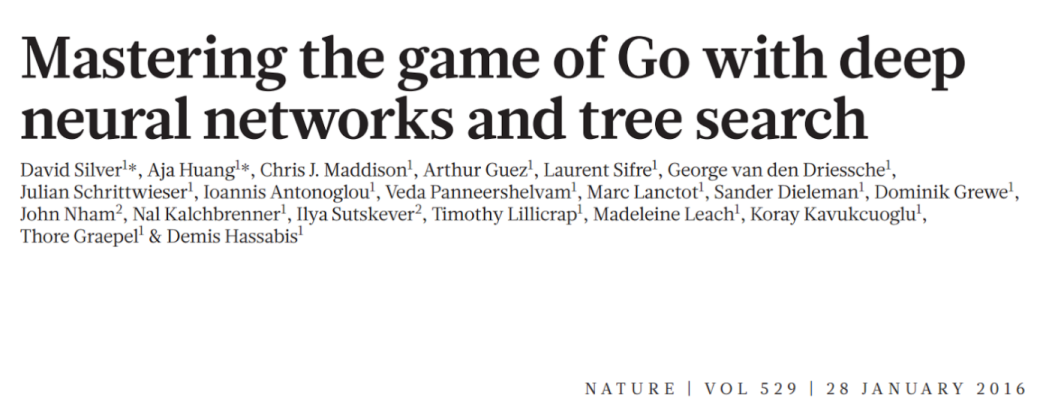 Mastering the game of Go with deep
neural networks and tree search
David Silver¹*, Aja Huang¹*, Chris J. Maddison¹, Arthur Guez¹, Laurent Sifre¹, George van den Driessche¹,
Julian Schrittwieser¹, Ioannis Antonoglou¹, Veda Panneershelvam¹, Marc Lanctot¹, Sander Dieleman¹, Dominik Grewe¹,
John Nham², Nal Kalchbrenner¹, Ilya Sutskever², Timothy Lillicrap¹, Madeleine Leach¹, Koray Kavukcuoglu¹,
Thore Graepel¹ & Demis Hassabis¹
NATURE | VOL 529 | 28 JANUARY 2016